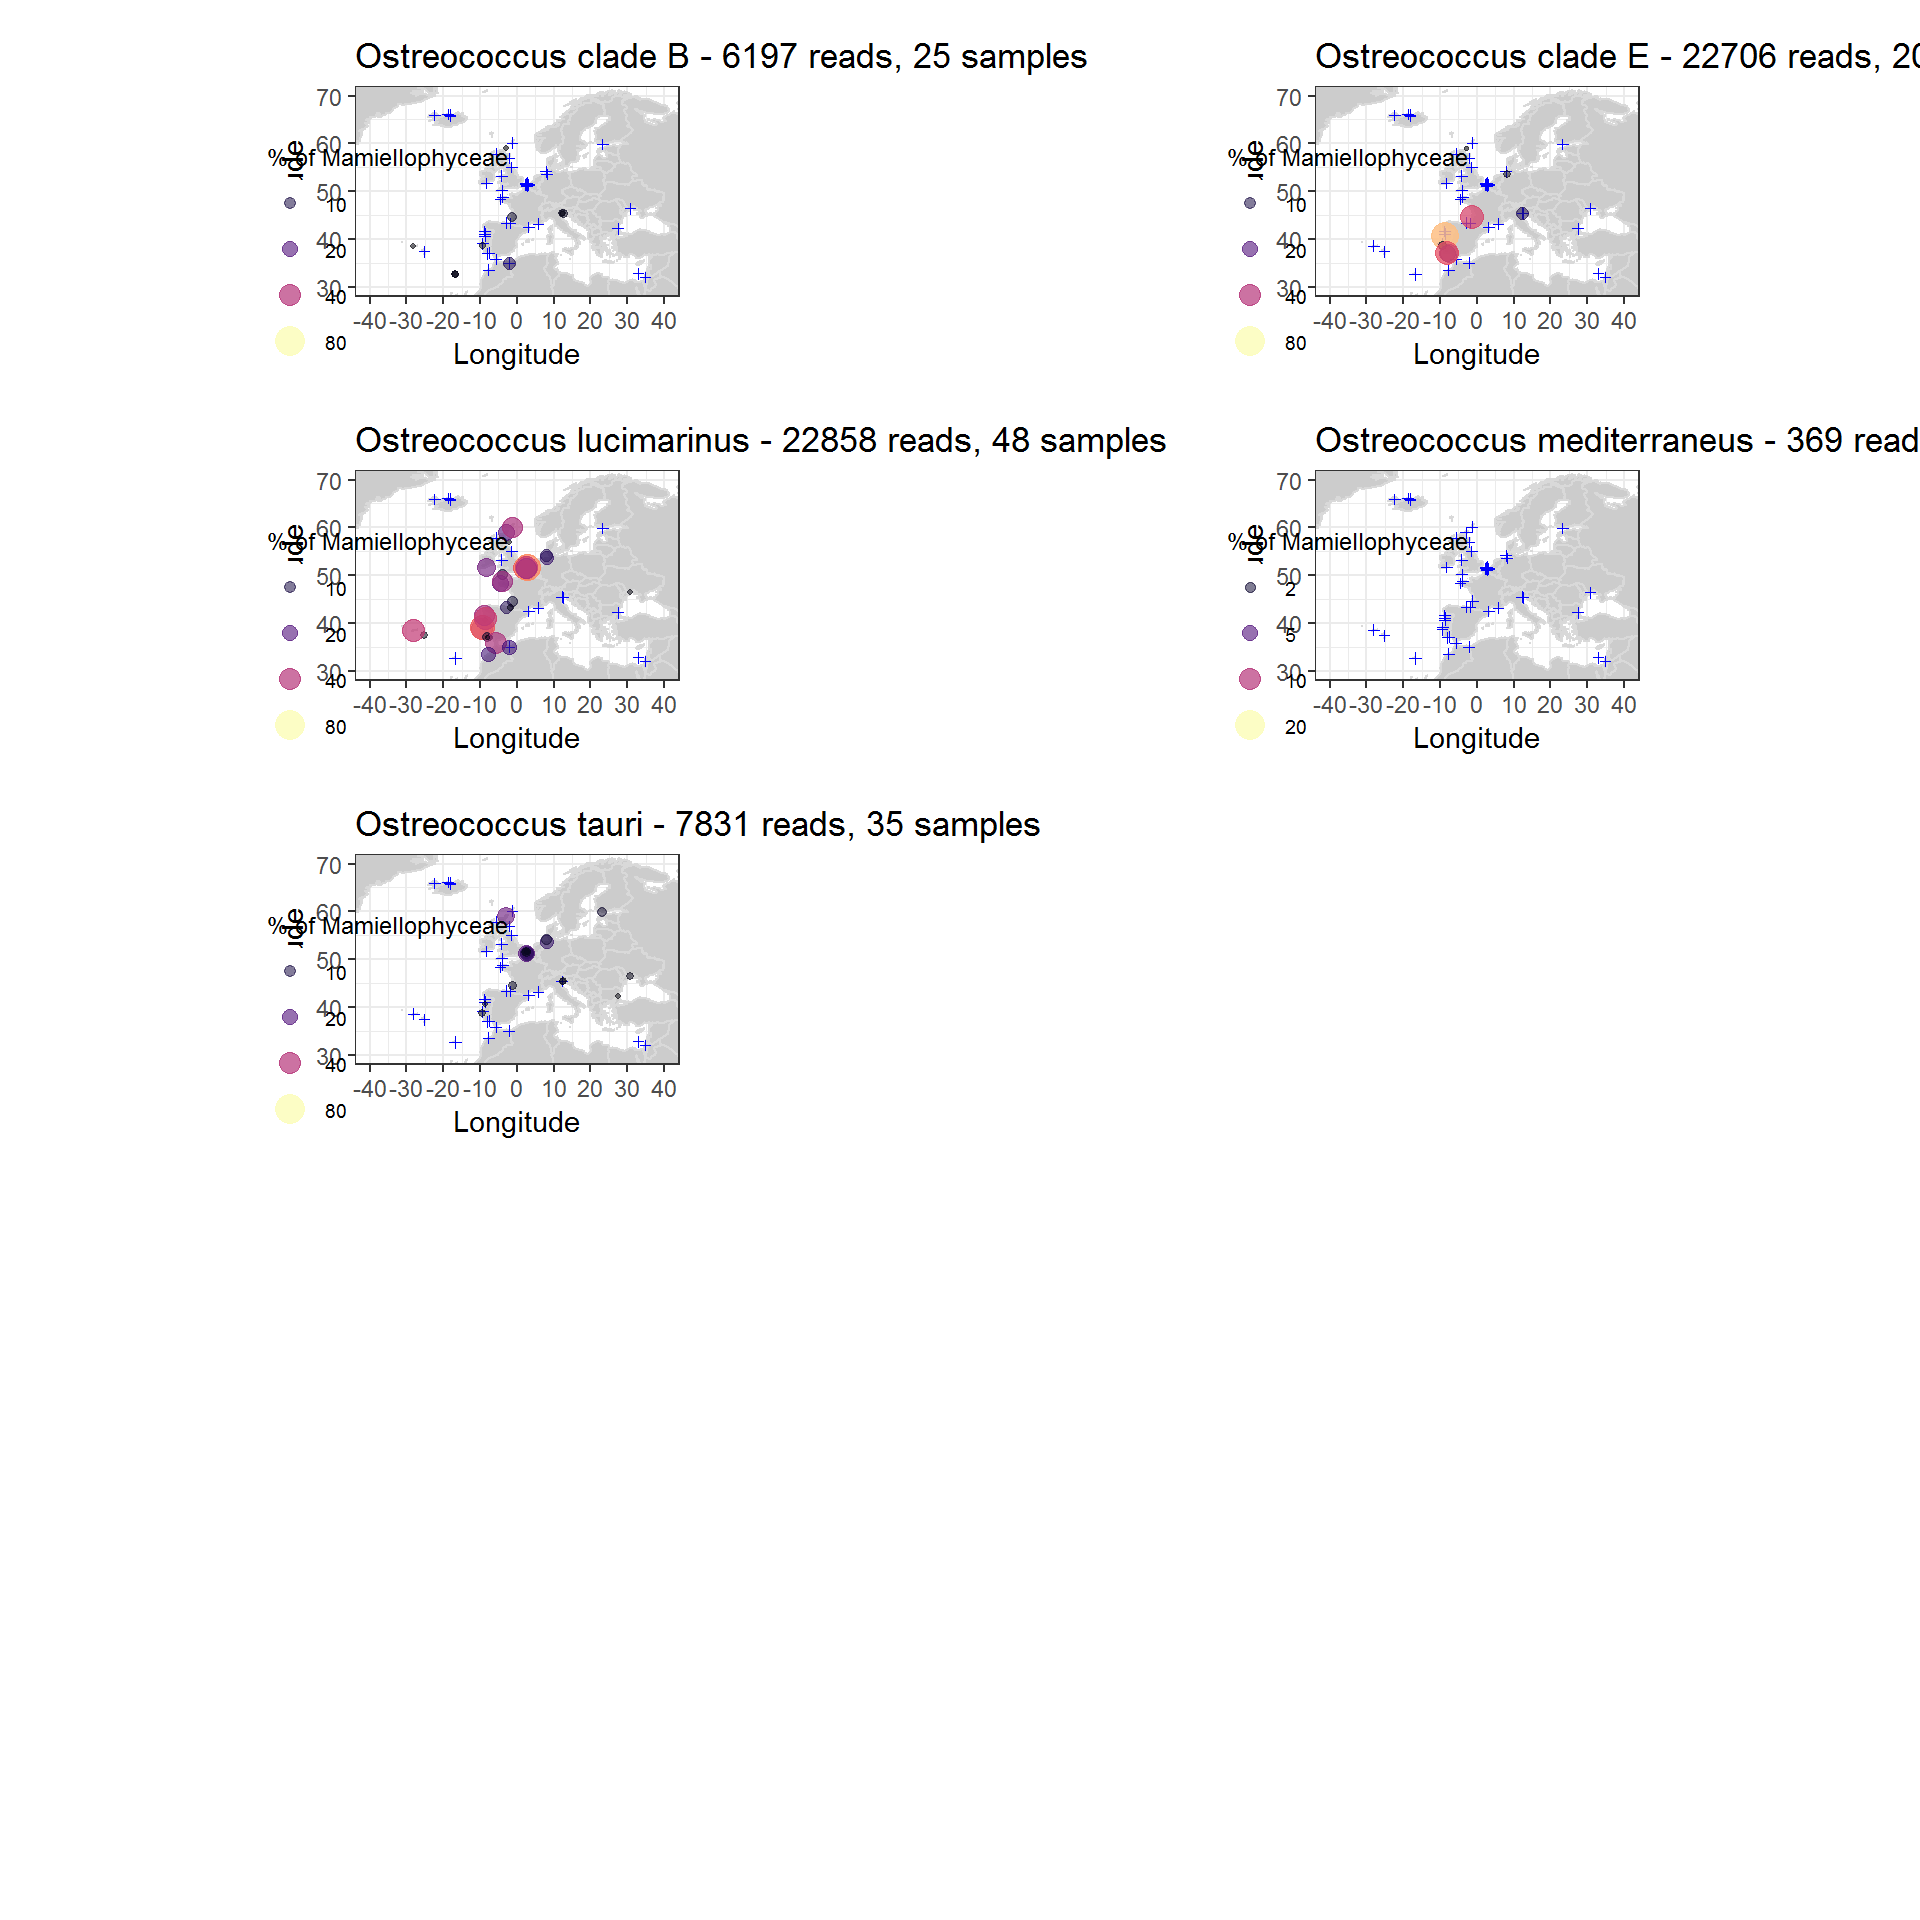 Ostreococcus clade B - 6197 reads, 25 samples
70
60
50
40
30
% of Mamiellophyceae
10
20
40
80
-40 -30 -20 -10 0 10 20 30 40
Longitude
Ostreococcus clade E - 22706 reads, 20
70
60
50
40
30
% of Mamiellophyceae
10
20
40
80
-40 -30 -20 -10 0 10 20 30 40
Longitude
Ostreococcus lucimarinus - 22858 reads, 48 samples
70
60
50
40
30
% of Mamiellophyceae
10
20
40
80
-40 -30 -20 -10 0 10 20 30 40
Longitude
Ostreococcus mediterraneus - 369 read
70
60
50
40
30
% of Mamiellophyceae
2
5
10
20
-40 -30 -20 -10 0 10 20 30 40
Longitude
Ostreococcus tauri - 7831 reads, 35 samples
70
60
50
40
30
% of Mamiellophyceae
10
20
40
80
-40 -30 -20 -10 0 10 20 30 40
Longitude